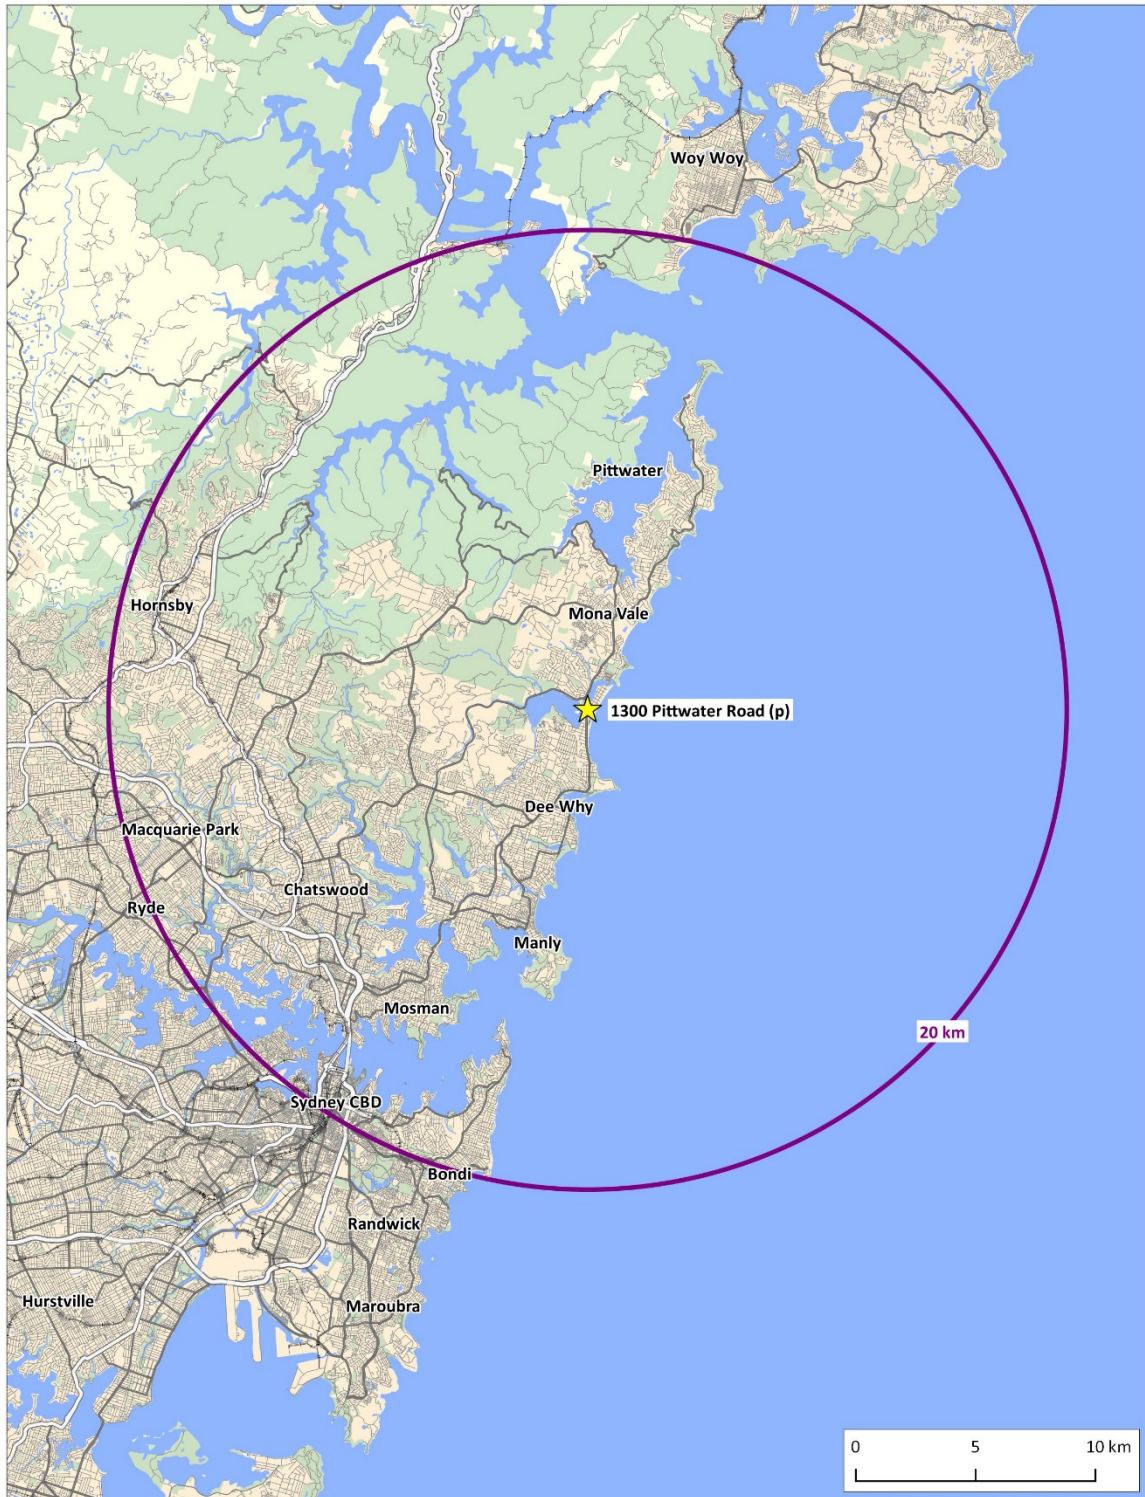 Woy Woy
Pittwater
Hornsby
Mona Vale
1300 Pittwater Road (p)
Dee Why
Macquarie Park
Chatswood
Ryde
Manly
Mosman
20 km
Sydney CBD
Bondi
Randwick
Hurstville
Maroubra
0 5 10 km